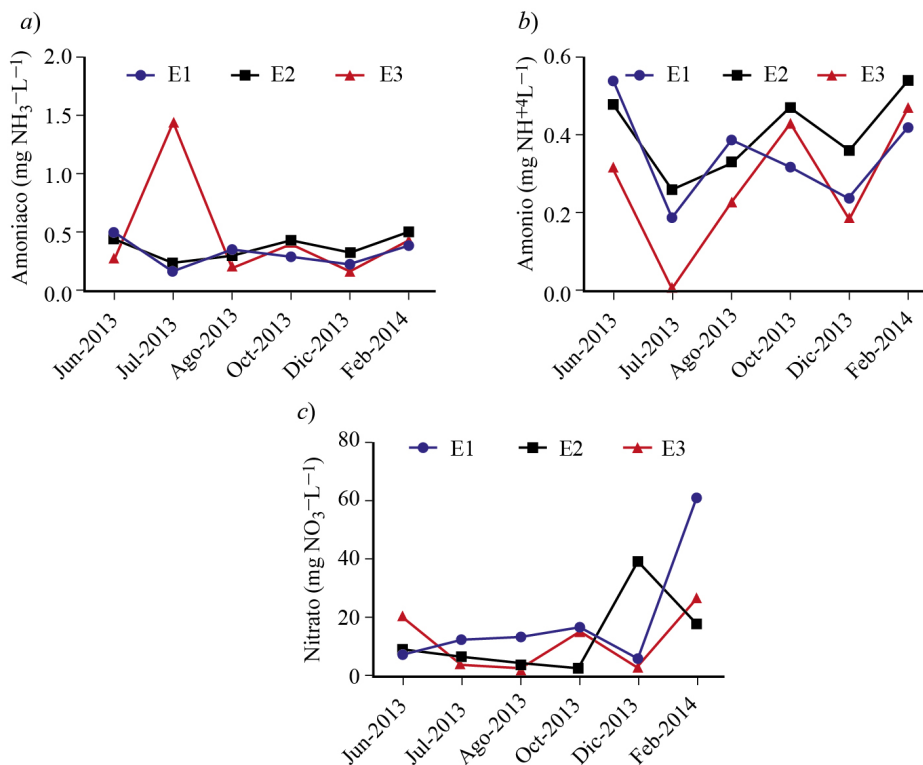 a)
Amoniaco (mg NH₃−L−¹)
2.0
1.5
1.0
0.5
0.0
E1 E2 E3
Jun-2013 Jul-2013 Ago-2013 Oct-2013 Dic-2013 Feb-2014
b)
Amonio (mg NH⁺⁴L−¹)
0.6
0.4
0.2
0.0
E1 E2 E3
Jun-2013 Jul-2013 Ago-2013 Oct-2013 Dic-2013 Feb-2014
c)
Nitrato (mg NO₃−L−¹)
80
60
40
20
0
E1 E2 E3
Jun-2013 Jul-2013 Ago-2013 Oct-2013 Dic-2013 Feb-2014